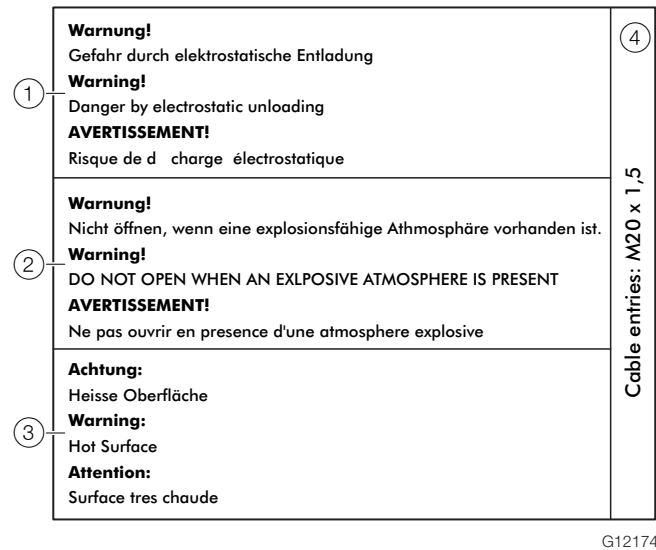 Warnung!
Gefahr durch elektrostatische Entladung
Warning!
Danger by electrostatic unloading
AVERTISSEMENT!
Risque de d charge électrostatique
Warnung!
Nicht öffnen, wenn eine explosionsfähige Athmosphäre vorhanden ist.
Warning!
DO NOT OPEN WHEN AN EXLPOSIVE ATMOSPHERE IS PRESENT
AVERTISSEMENT!
Ne pas ouvrir en presence d'une atmosphere explosive
Achtung:
Heisse Oberfläche
Warning:
Hot Surface
Attention:
Surface tres chaude
1
2
3
4
Cable entries: M20 x 1,5
G12174